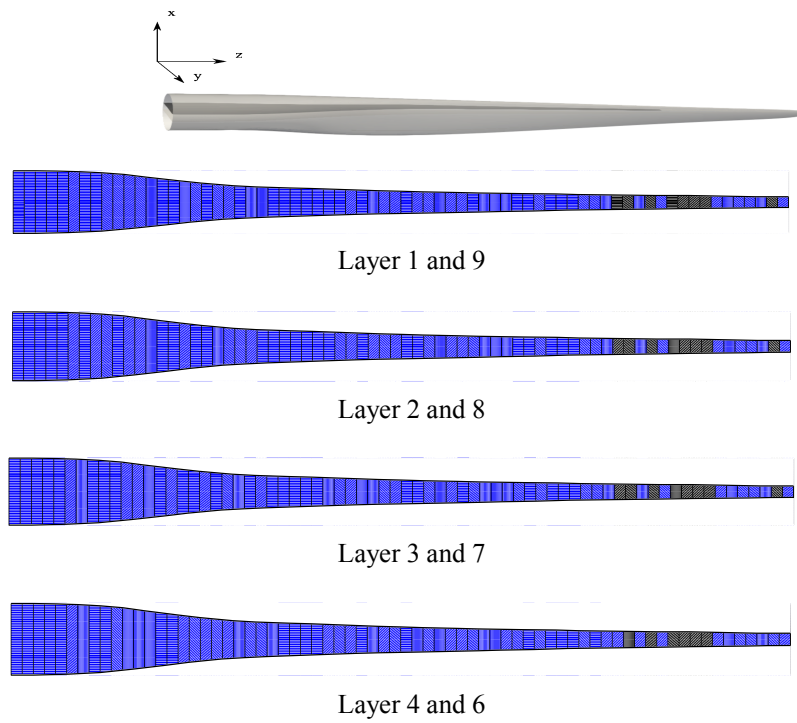 x
z
y
Layer 1 and 9
Layer 2 and 8
Layer 3 and 7
Layer 4 and 6